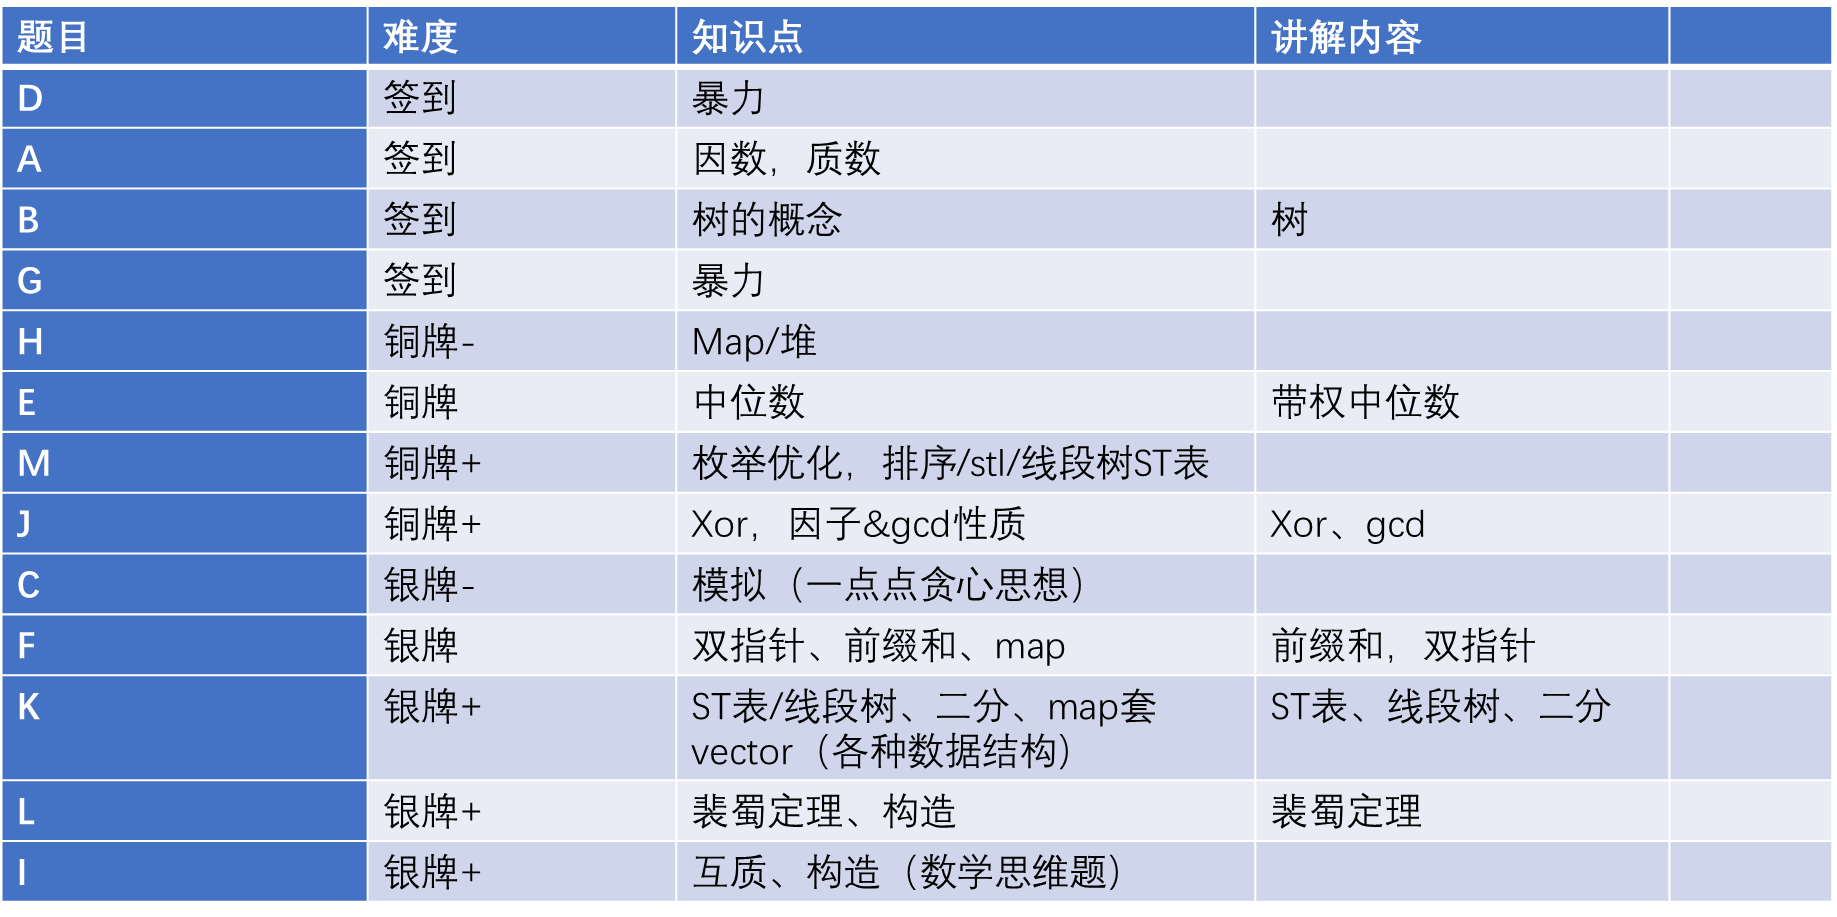 题目 难度 知识点 讲解内容
D 签到 暴力
A 签到 因数，质数
B 签到 树的概念 树
G 签到 暴力
H 铜牌- Map/堆
E 铜牌 中位数 带权中位数
M 铜牌+ 枚举优化，排序/stl/线段树ST表
J 铜牌+ Xor，因子&gcd性质 Xor、gcd
C 银牌- 模拟（一点点贪心思想）
F 银牌 双指针、前缀和、map 前缀和，双指针
K 银牌+ ST表/线段树、二分、map套 ST表、线段树、二分
vector（各种数据结构）
L 银牌+ 裴蜀定理、构造 裴蜀定理
I 银牌+ 互质、构造（数学思维题）